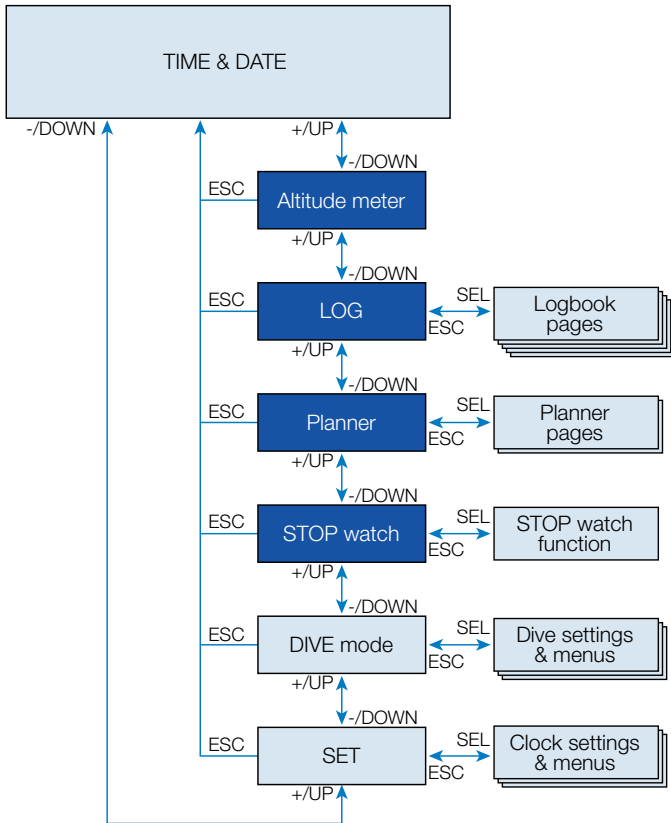 TIME & DATE
-/DOWN
+/UP
-/DOWN
ESC
Altitude meter
+/UP
-/DOWN
ESC
LOG
SEL
ESC
Logbook
pages
+/UP
-/DOWN
ESC
Planner
SEL
ESC
Planner
pages
+/UP
-/DOWN
ESC
STOP watch
SEL
ESC
STOP watch
function
+/UP
-/DOWN
ESC
DIVE mode
SEL
ESC
Dive settings
& menus
+/UP
-/DOWN
ESC
SET
SEL
ESC
Clock settings
& menus
+/UP